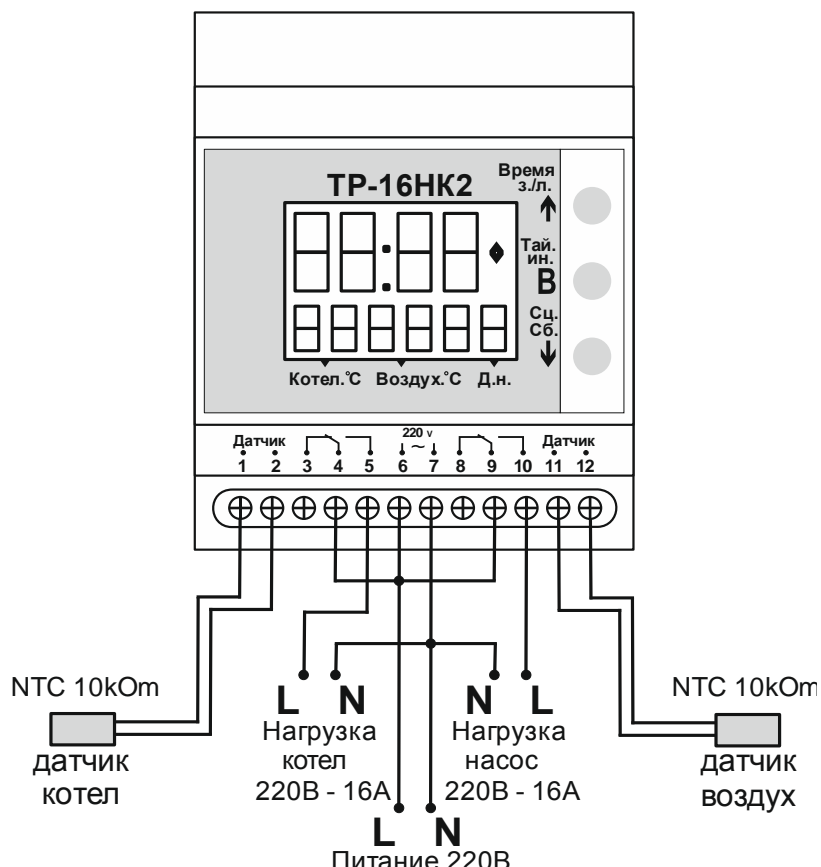 ТР-16НК2
Время
з./л.
Тай.
ин.
В
Сц.
Сб.
Котел.°С Воздух.°С Д.н.
Датчик 220 v Датчик
~
1 2 3 4 5 6 7 8 9 10 11 12
NTC 10kOm
датчик
котел
L N
Нагрузка
котел
220В - 16А
N L
Нагрузка
насос
220В - 16А
NTC 10kOm
датчик
воздух
L N
Питание 220В